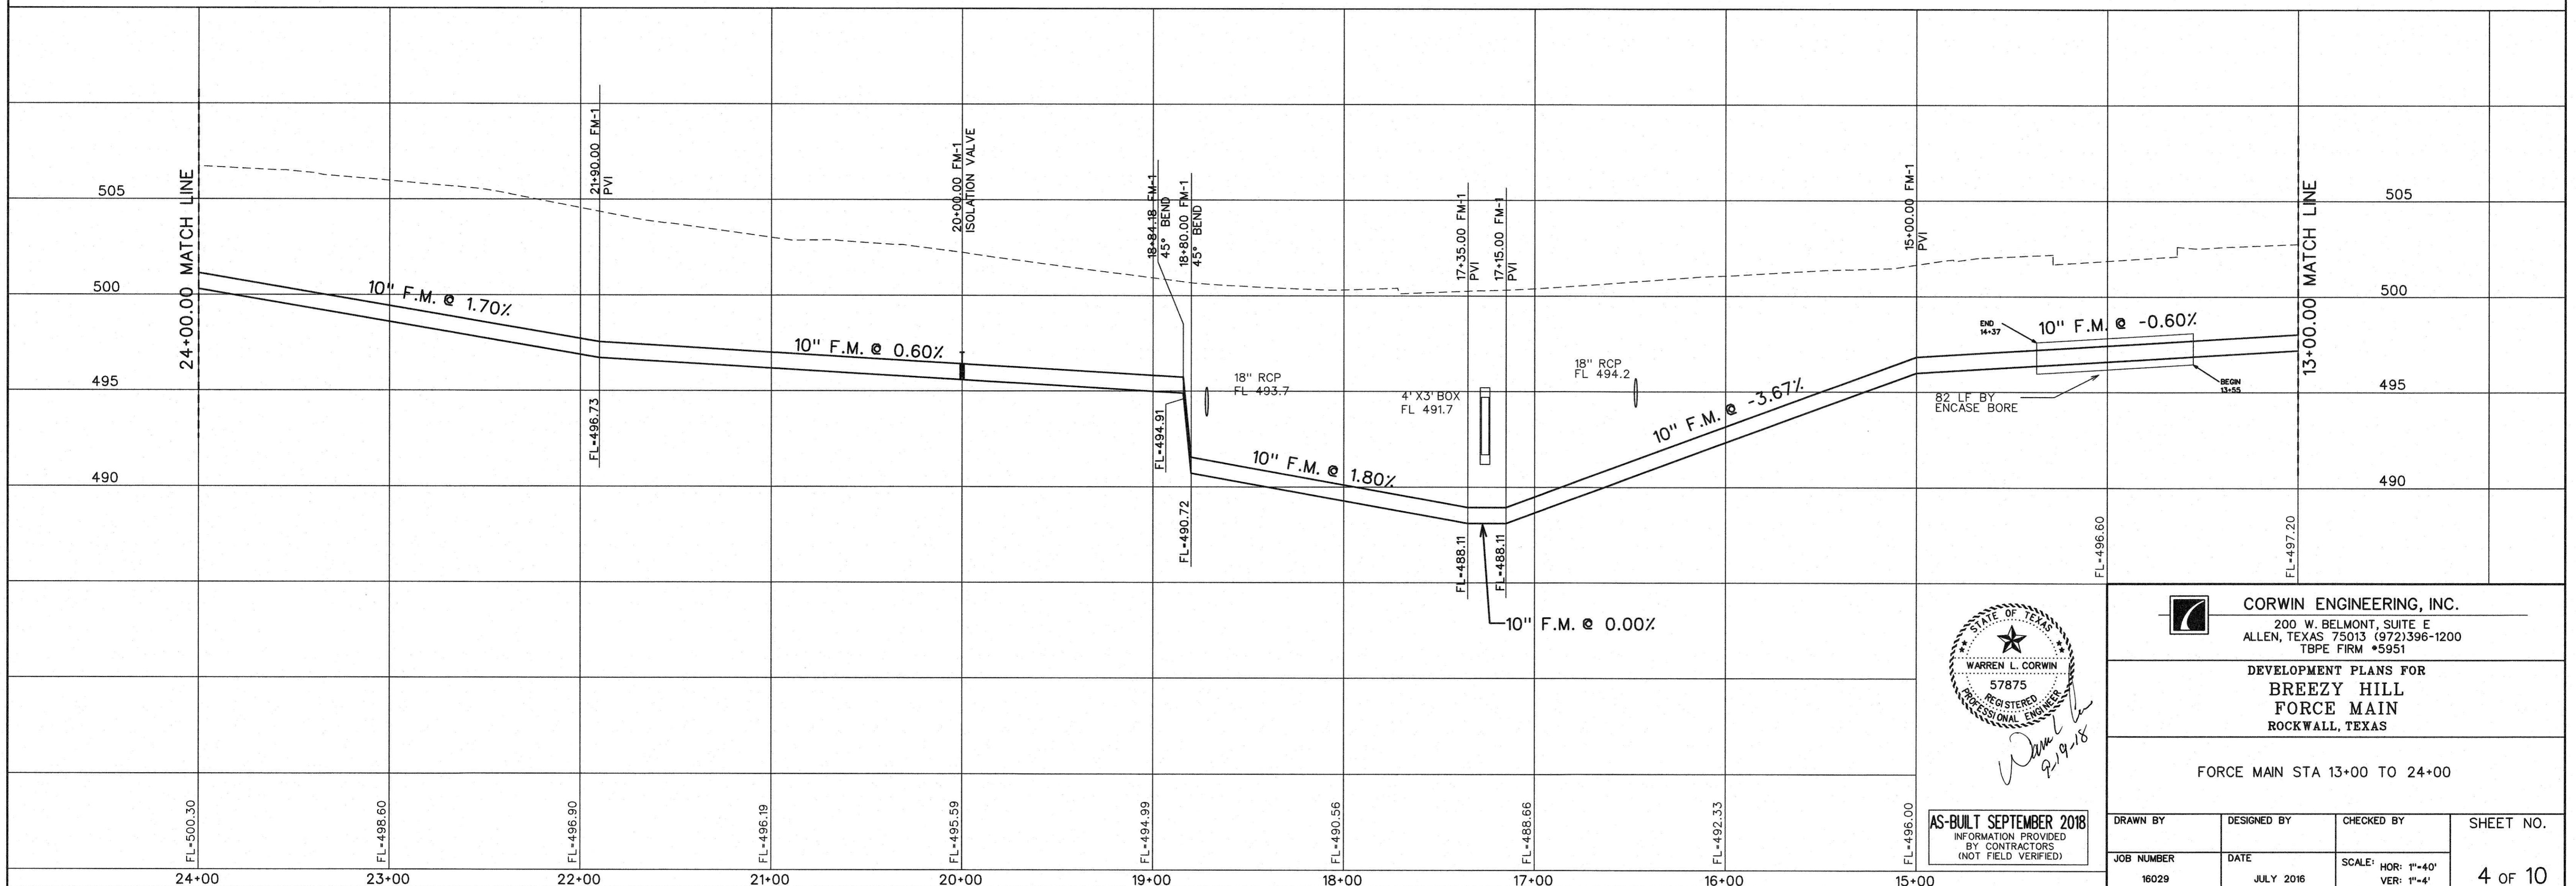 505
500
495
490
24+00.00 MATCH LINE
10" F.M. @ 1.70%
21+90.00 FM-1
PVI
FL=496.73
10" F.M. @ 0.60%
20+00.00 FM-1
ISOLATION VALVE
18+84.18 FM-1
45° BEND
18+80.00 FM-1
45° BEND
FL=494.91
FL=490.72
18" RCP
FL 493.7
10" F.M. @ 1.80%
4' X3' BOX
FL 491.7
17+35.00 FM-1
PVI
17+15.00 FM-1
PVI
FL=488.11
FL=488.11
10" F.M. @ 0.00%
18" RCP
FL 494.2
10" F.M. @ -3.67%
15+00.00 FM-1
PVI
END
14+37
10" F.M. @ -0.60%
BEGIN
13+55
82 LF BY
ENCASE BORE
13+00.00 MATCH LINE
505
500
495
490
FL=496.60
FL=497.20
FL=500.30
FL=498.60
FL=496.90
FL=496.19
FL=495.59
FL=494.99
FL=490.56
FL=488.66
FL=492.33
FL=496.00
24+00
23+00
22+00
21+00
20+00
19+00
18+00
17+00
16+00
15+00
STATE OF TEXAS
WARREN L. CORWIN
57875
REGISTERED
PROFESSIONAL ENGINEER
9-19-18
AS-BUILT SEPTEMBER 2018
INFORMATION PROVIDED
BY CONTRACTORS
(NOT FIELD VERIFIED)
CORWIN ENGINEERING, INC.
200 W. BELMONT, SUITE E
ALLEN, TEXAS 75013 (972)396-1200
TBPE FIRM #5951
DEVELOPMENT PLANS FOR
BREEZY HILL
FORCE MAIN
ROCKWALL, TEXAS
FORCE MAIN STA 13+00 TO 24+00
DRAWN BY
DESIGNED BY
CHECKED BY
SHEET NO.
JOB NUMBER
16029
DATE
JULY 2016
SCALE: HOR: 1"=40'
VER: 1"=4'
4 OF 10